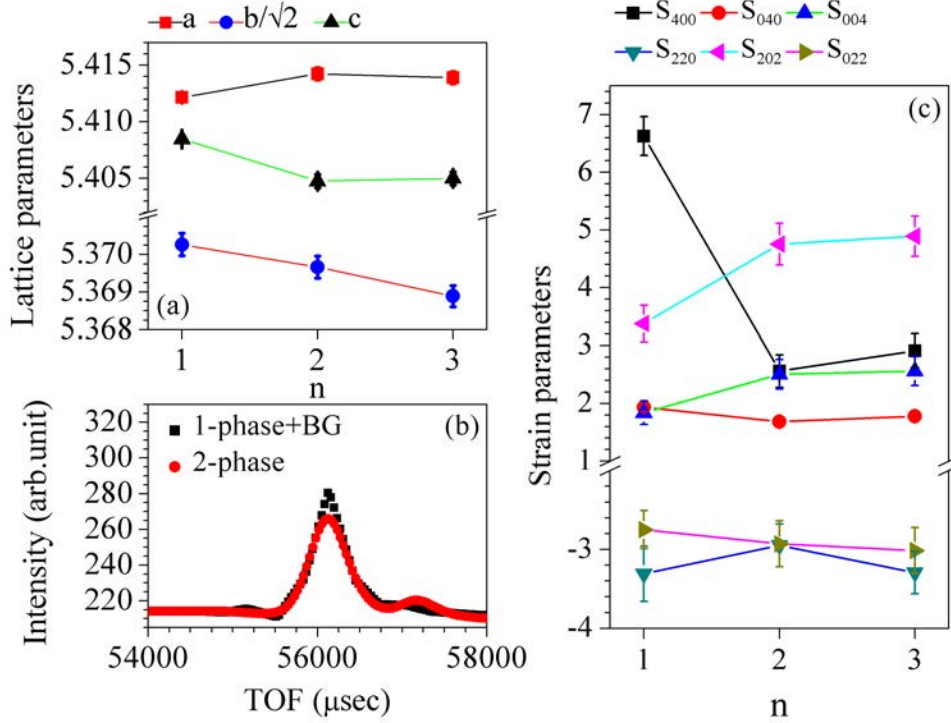 a b/√2 c
5.415
5.410
5.405
5.370
5.369
5.368
Lattice parameters
(a)
1 2 3
n
320
300
280
260
240
220
Intensity (arb.unit)
1-phase+BG
2-phase
(b)
54000 56000 58000
TOF (μsec)
S₄₀₀ S₀₄₀ S₀₀₄
S₂₂₀ S₂₀₂ S₀₂₂
(c)
7
6
5
4
3
2
1
-3
-4
Strain parameters
1 2 3
n